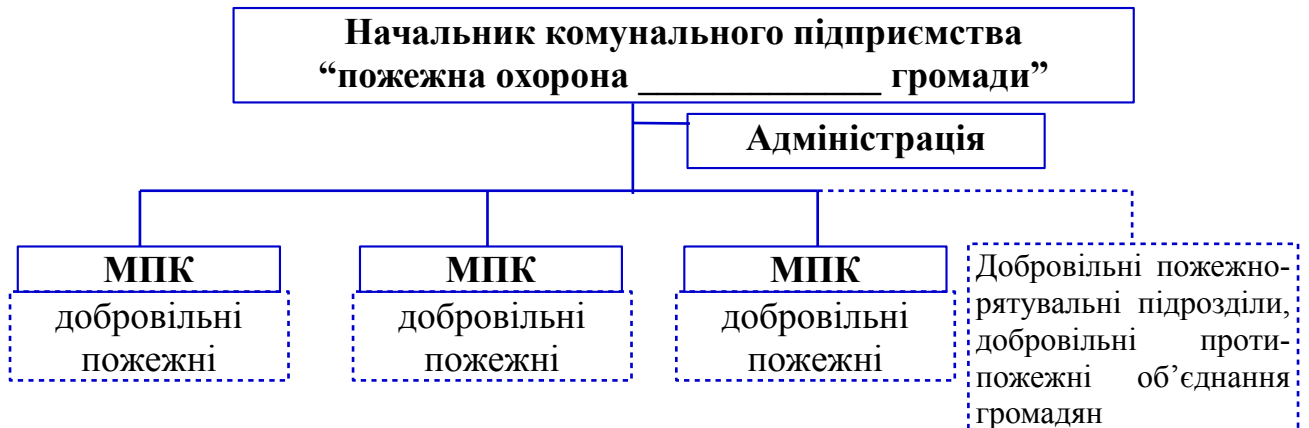 Начальник комунального підприємства
“пожежна охорона ______________ громади”
Адміністрація
МПК
добровільні
пожежні
МПК
добровільні
пожежні
МПК
добровільні
пожежні
Добровільні пожежно-
рятувальні підрозділи,
добровільні проти-
пожежні об’єднання
громадян